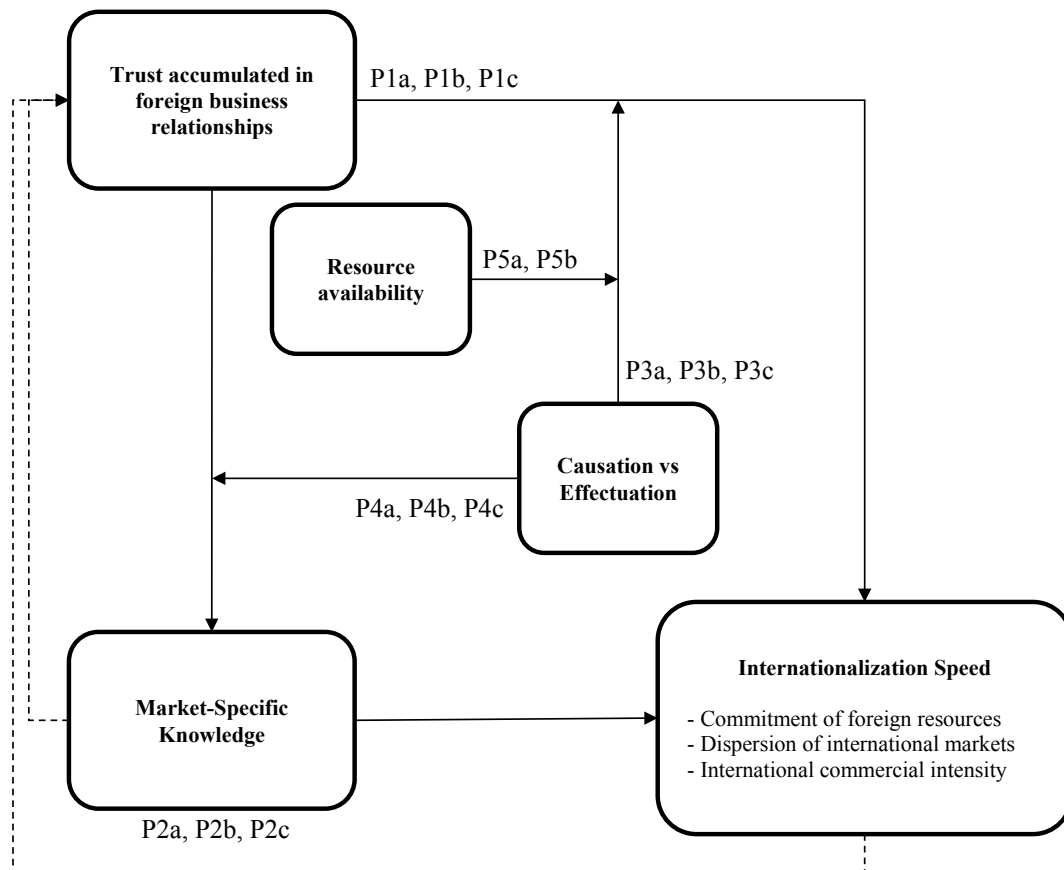 Trust accumulated in
foreign business
relationships
P1a, P1b, P1c
Resource
availability
P5a, P5b
P3a, P3b, P3c
Causation vs
Effectuation
P4a, P4b, P4c
Market-Specific
Knowledge
P2a, P2b, P2c
Internationalization Speed
- Commitment of foreign resources
- Dispersion of international markets
- International commercial intensity